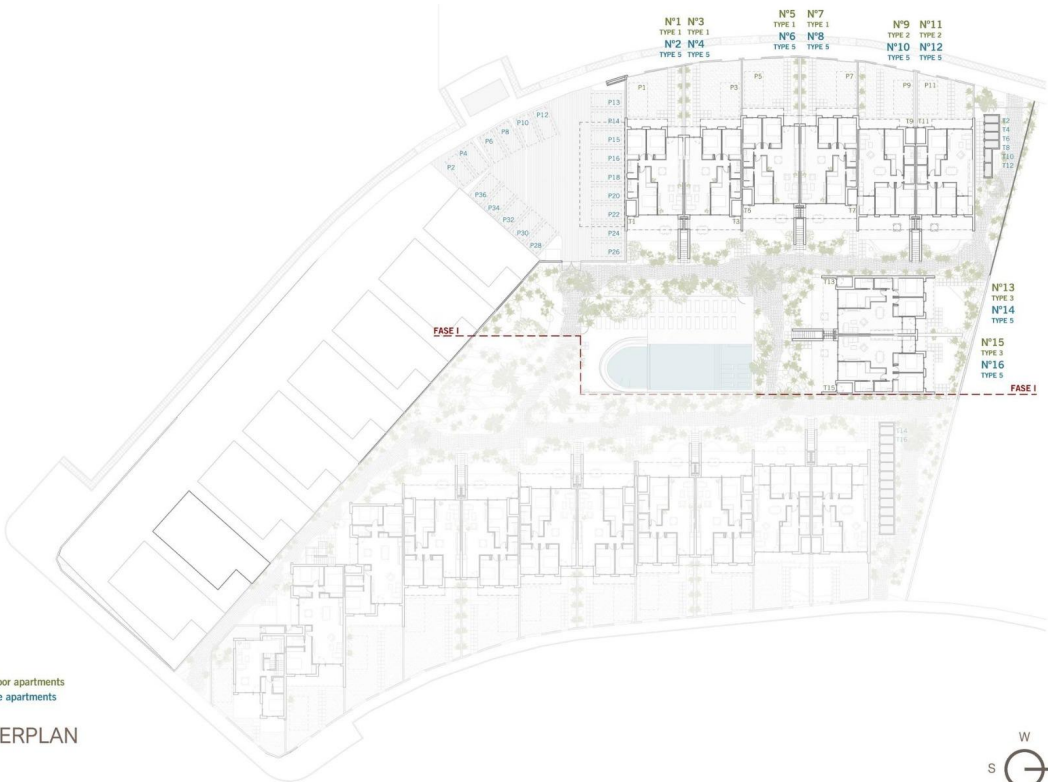 Nº1 Nº3
TYPE 1 TYPE 1
Nº2 Nº4
TYPE 5 TYPE 5
Nº5 Nº7
TYPE 1 TYPE 1
Nº6 Nº8
TYPE 5 TYPE 5
Nº9 Nº11
TYPE 2 TYPE 2
Nº10 Nº12
TYPE 5 TYPE 5
P1
P3
P5
P7
P9
P11
P13
P14
P15
P16
P18
P20
P22
P24
P26
P12
P10
P8
P6
P4
P2
P36
P34
P32
P30
P28
T1
T3
T5
T7
T9 T11
T2
T4
T6
T8
T10
T12
T13
T15
Nº13
TYPE 3
Nº14
TYPE 5
Nº15
TYPE 3
Nº16
TYPE 5
FASE I
FASE I
T14
T16
oor apartments
e apartments
ERPLAN
W
S